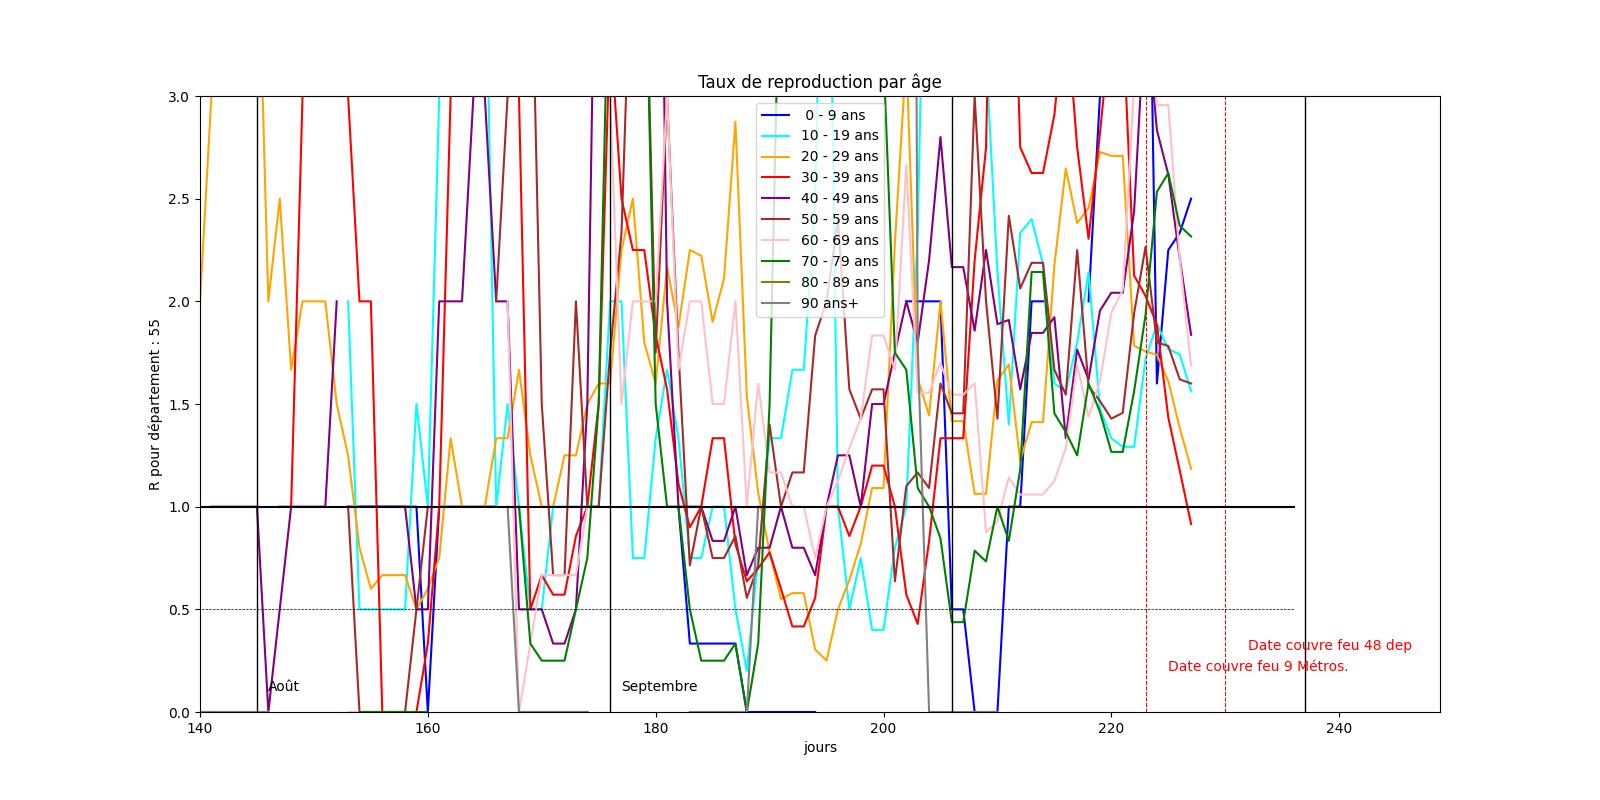 Taux de reproduction par âge
R pour département : 55
3.0
2.5
2.0
1.5
1.0
0.5
0.0
0 - 9 ans
10 - 19 ans
20 - 29 ans
30 - 39 ans
40 - 49 ans
50 - 59 ans
60 - 69 ans
70 - 79 ans
80 - 89 ans
90 ans+
Date couvre feu 48 dep
Date couvre feu 9 Métros.
Août
Septembre
140
160
180
200
220
240
jours